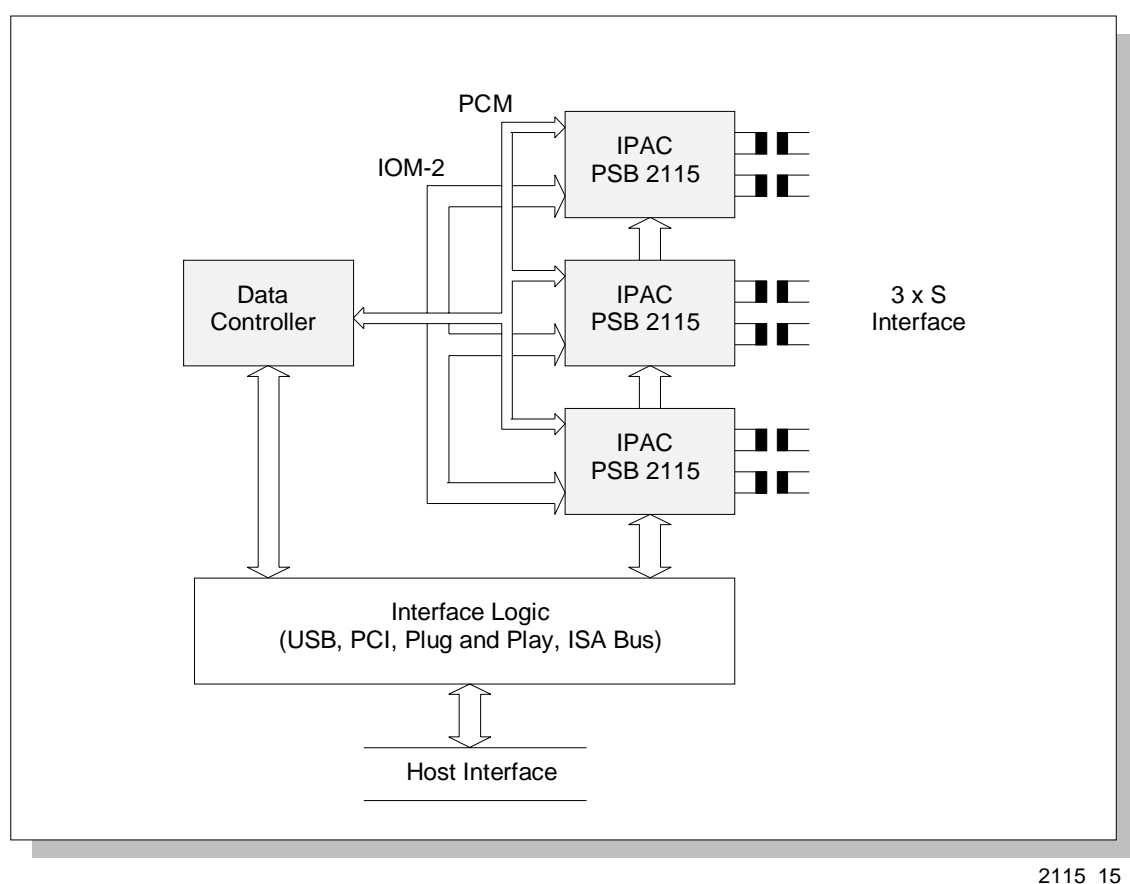 PCM
IOM-2
IPAC
PSB 2115
Data
Controller
IPAC
PSB 2115
3 x S
Interface
IPAC
PSB 2115
Interface Logic
(USB, PCI, Plug and Play, ISA Bus)
Host Interface
2115 15